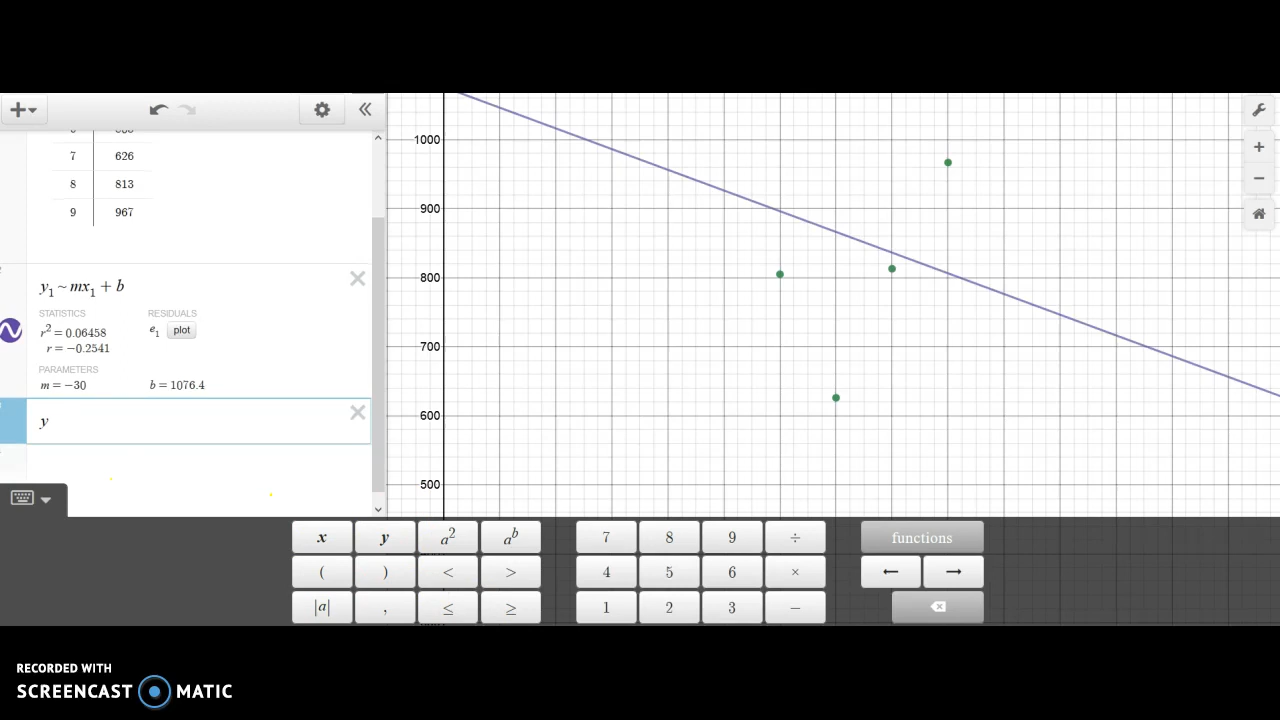 7 626
8 813
9 967
y₁ ~ mx₁ + b
STATISTICS RESIDUALS
r² = 0.06458 e₁ plot
r = −0.2541
PARAMETERS
m = −30 b = 1076.4
y
1000
900
800
700
600
500
x y a² aᵇ 7 8 9 ÷ functions
( ) < > 4 5 6 × ← →
|a| , ≤ ≥ 1 2 3 −
RECORDED WITH
SCREENCAST MATIC